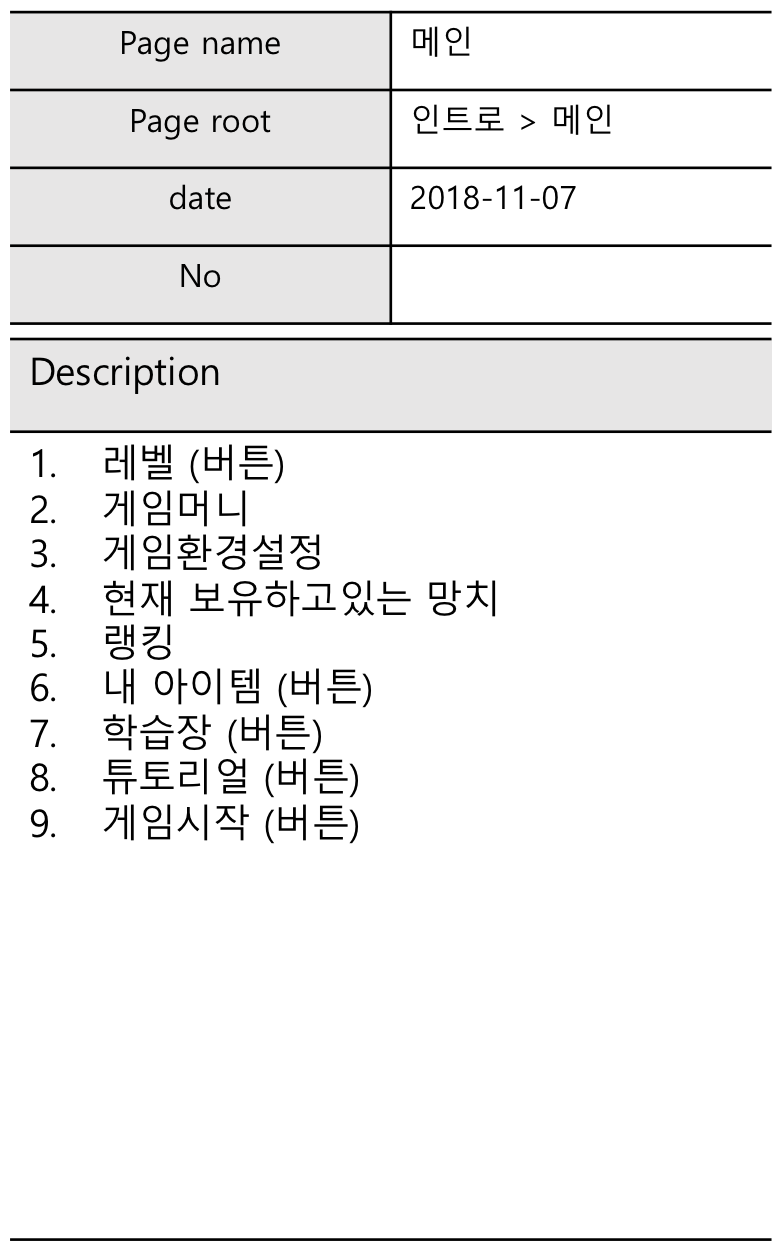 Page name 메인
Page root 인트로 > 메인
date 2018-11-07
No
Description
1. 레벨 (버튼)
2. 게임머니
3. 게임환경설정
4. 현재 보유하고있는 망치
5. 랭킹
6. 내 아이템 (버튼)
7. 학습장 (버튼)
8. 튜토리얼 (버튼)
9. 게임시작 (버튼)